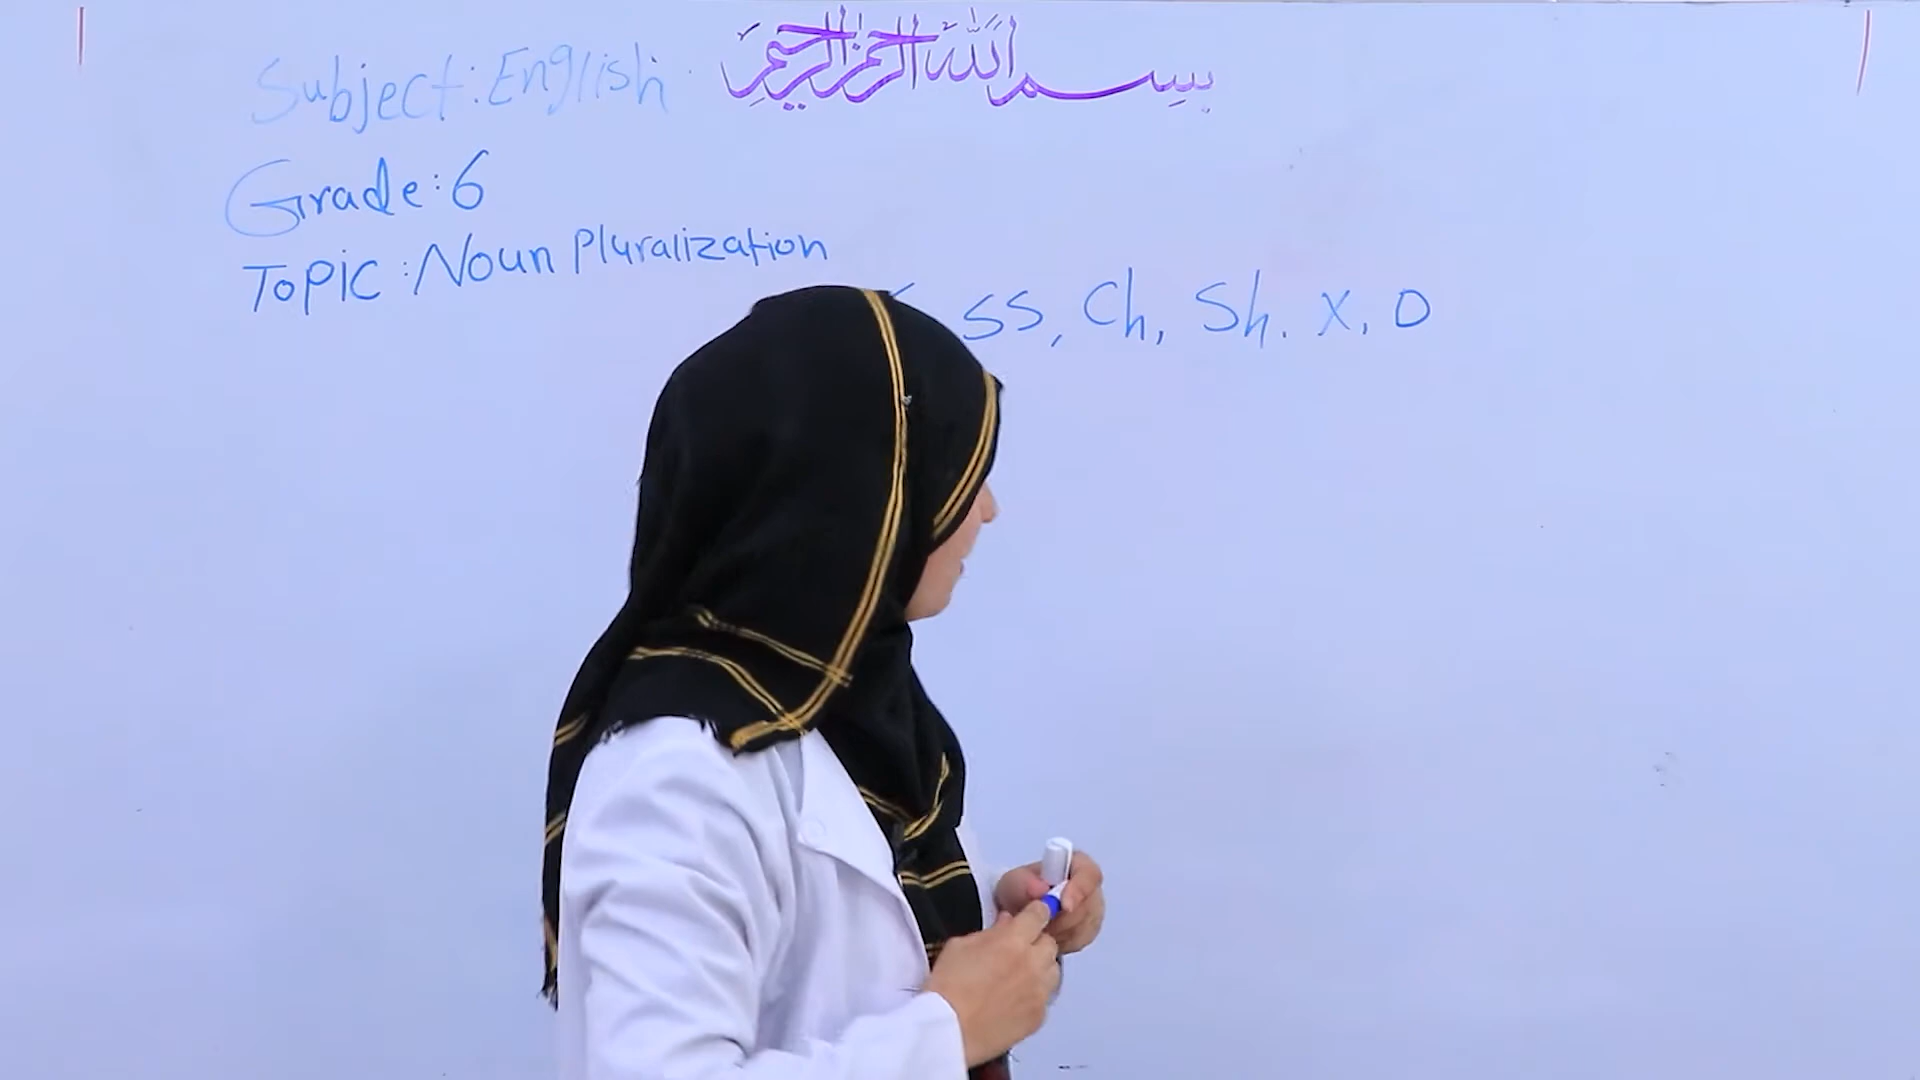 بسم الله الرحمن الرحيم
Subject: English
Grade: 6
Topic: Noun Pluralization
ss, Ch, Sh. x, o